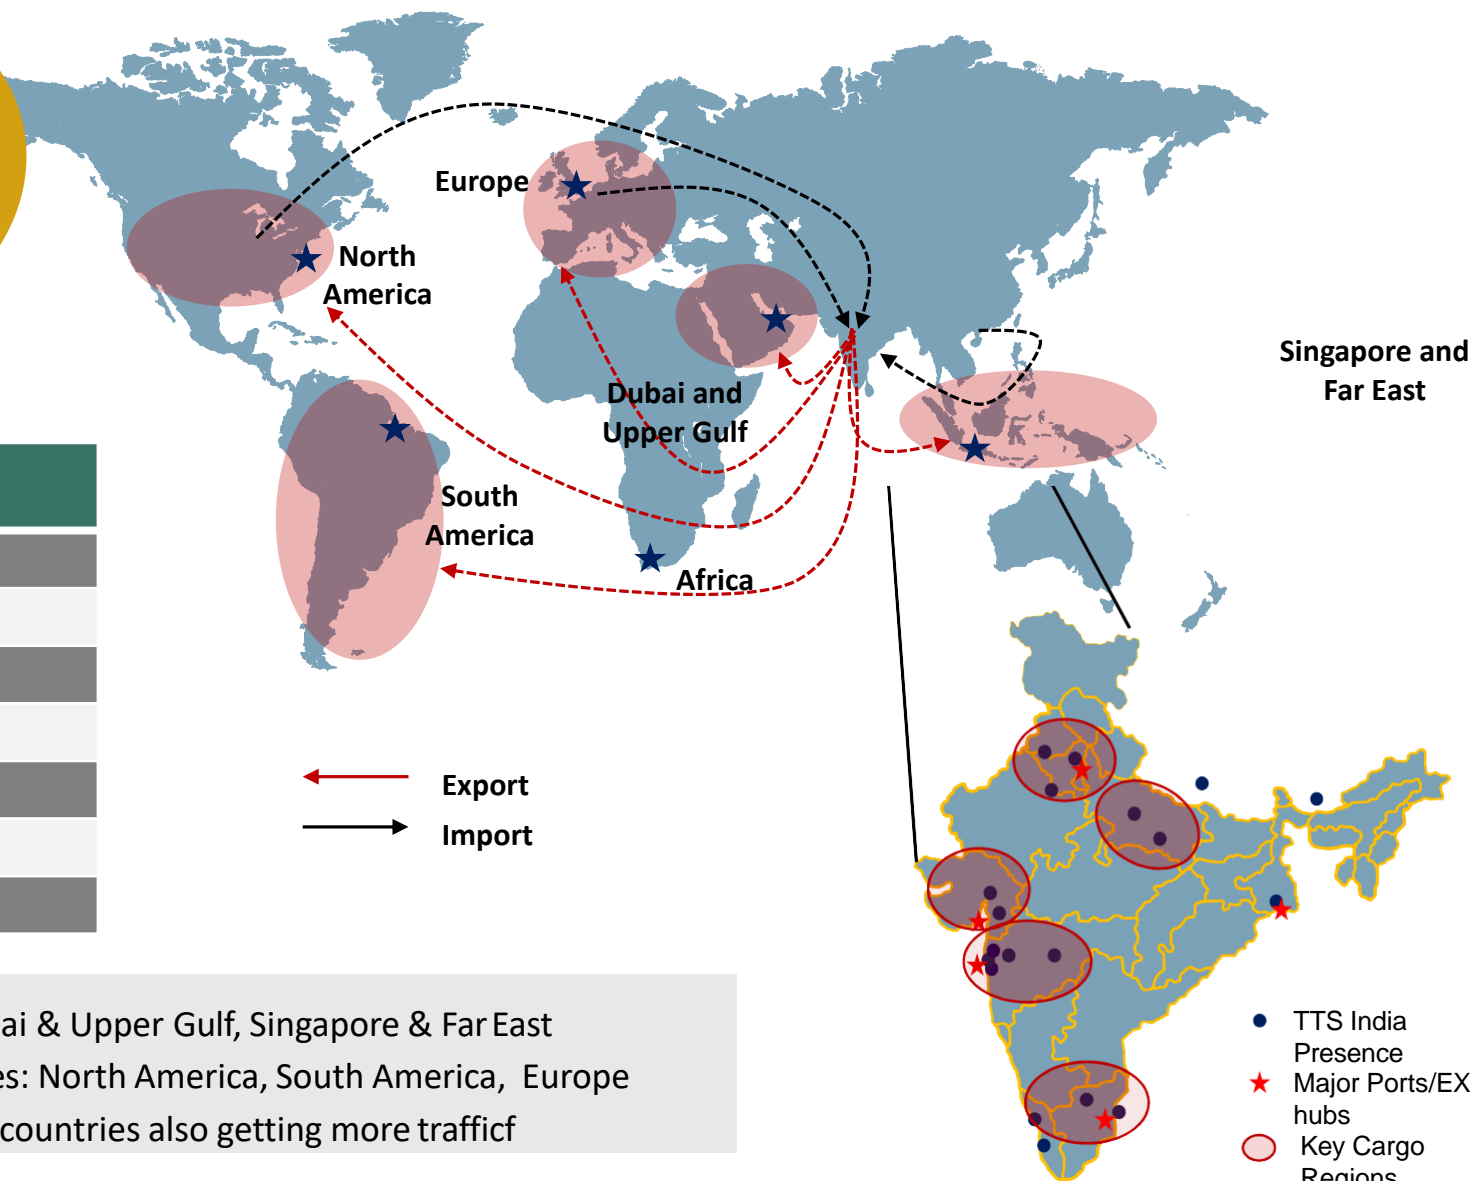 Europe
North
America
Singapore and
Far East
Dubai and
Upper Gulf
South
America
Africa
Export
Import
ai & Upper Gulf, Singapore & Far East
es: North America, South America, Europe
countries also getting more trafficf
TTS India
Presence
Major Ports/EX
hubs
Key Cargo
Regions